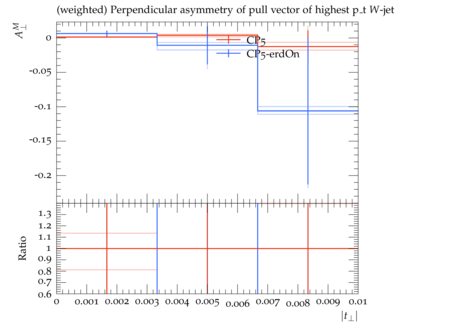 (weighted) Perpendicular asymmetry of pull vector of highest p_t W-jet
A_⊥^M
0
-0.05
-0.1
-0.15
-0.2
CP5
CP5-erdOn
Ratio
1.3
1.2
1.1
1
0.9
0.8
0.7
0.6
0 0.001 0.002 0.003 0.004 0.005 0.006 0.007 0.008 0.009 0.01
|t_⊥|